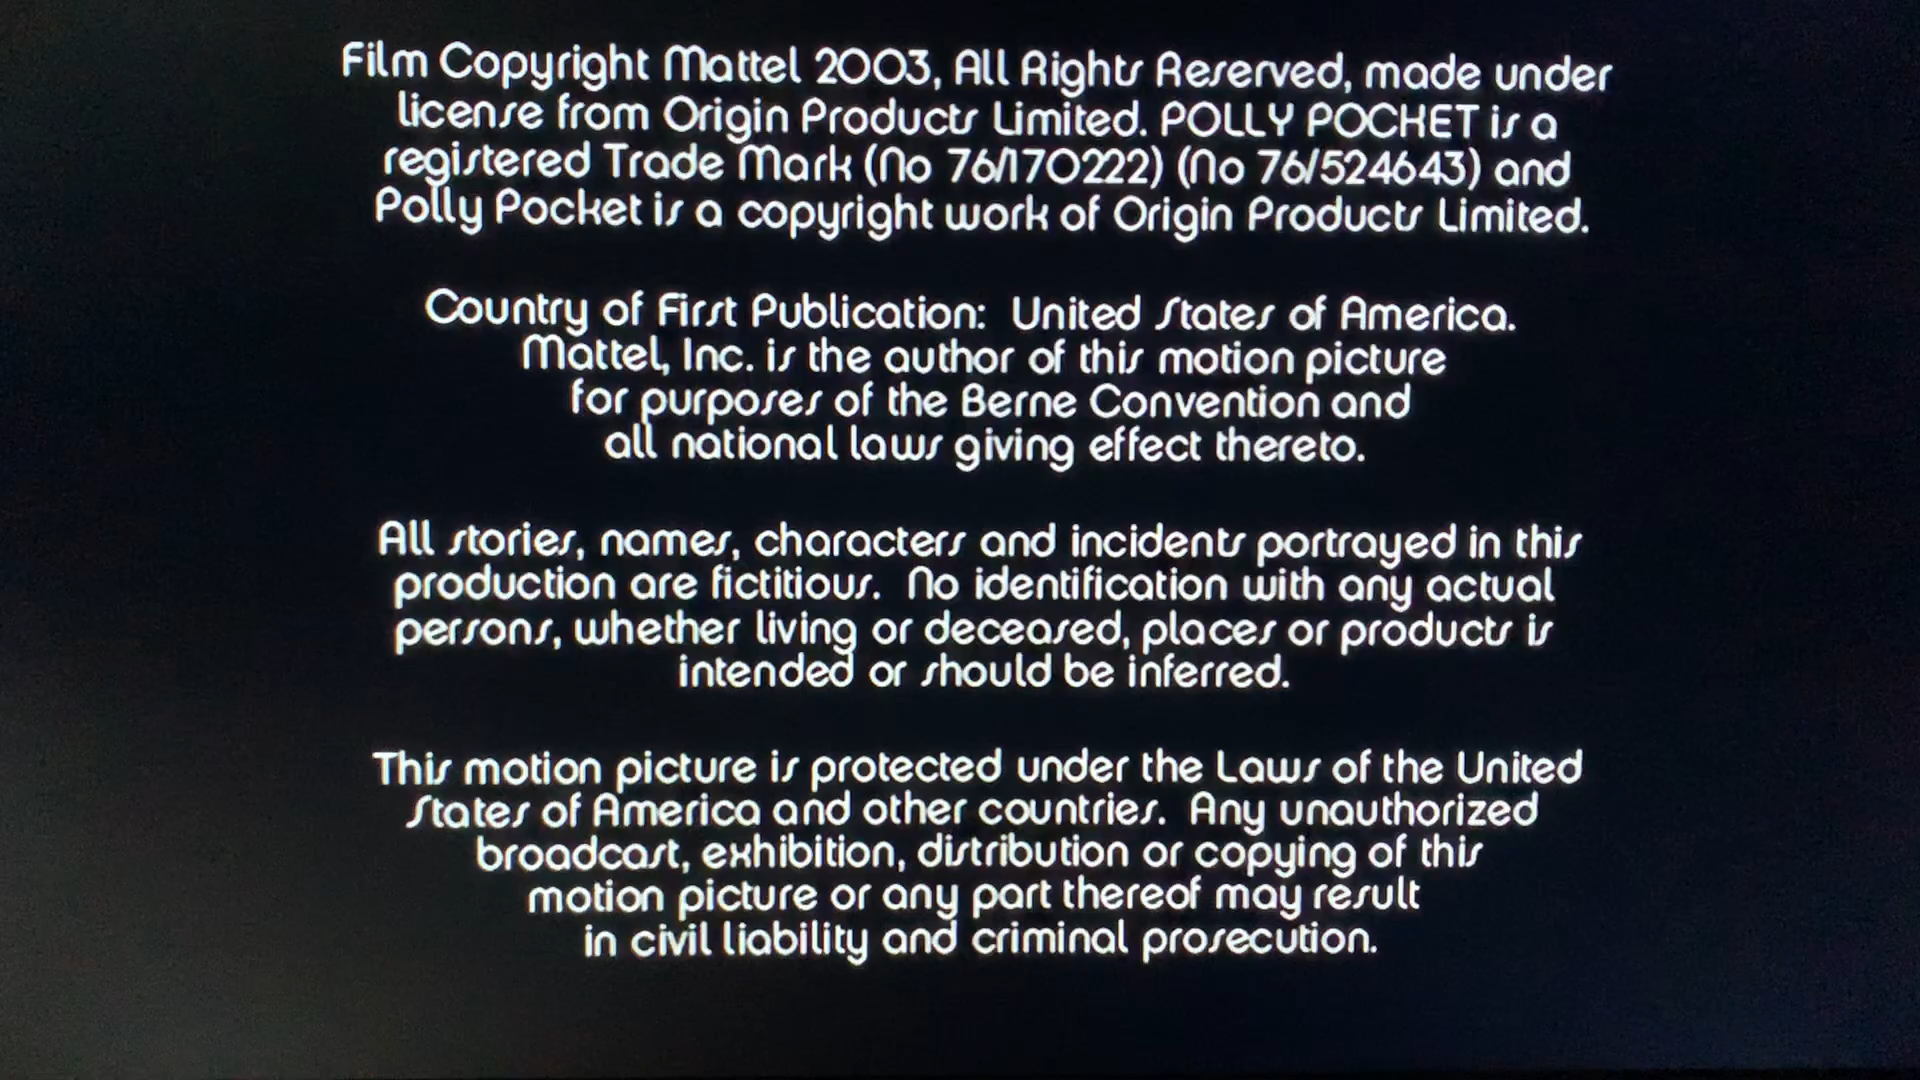 Film Copyright Mattel 2003, All Rights Reserved, made under
license from Origin Products Limited. POLLY POCKET is a
registered Trade Mark (No 76/170222) (No 76/524643) and
Polly Pocket is a copyright work of Origin Products Limited.
Country of First Publication:  United States of America.
Mattel, Inc. is the author of this motion picture
for purposes of the Berne Convention and
all national laws giving effect thereto.
All stories, names, characters and incidents portrayed in this
production are fictitious.  No identification with any actual
persons, whether living or deceased, places or products is
intended or should be inferred.
This motion picture is protected under the Laws of the United
States of America and other countries.  Any unauthorized
broadcast, exhibition, distribution or copying of this
motion picture or any part thereof may result
in civil liability and criminal prosecution.